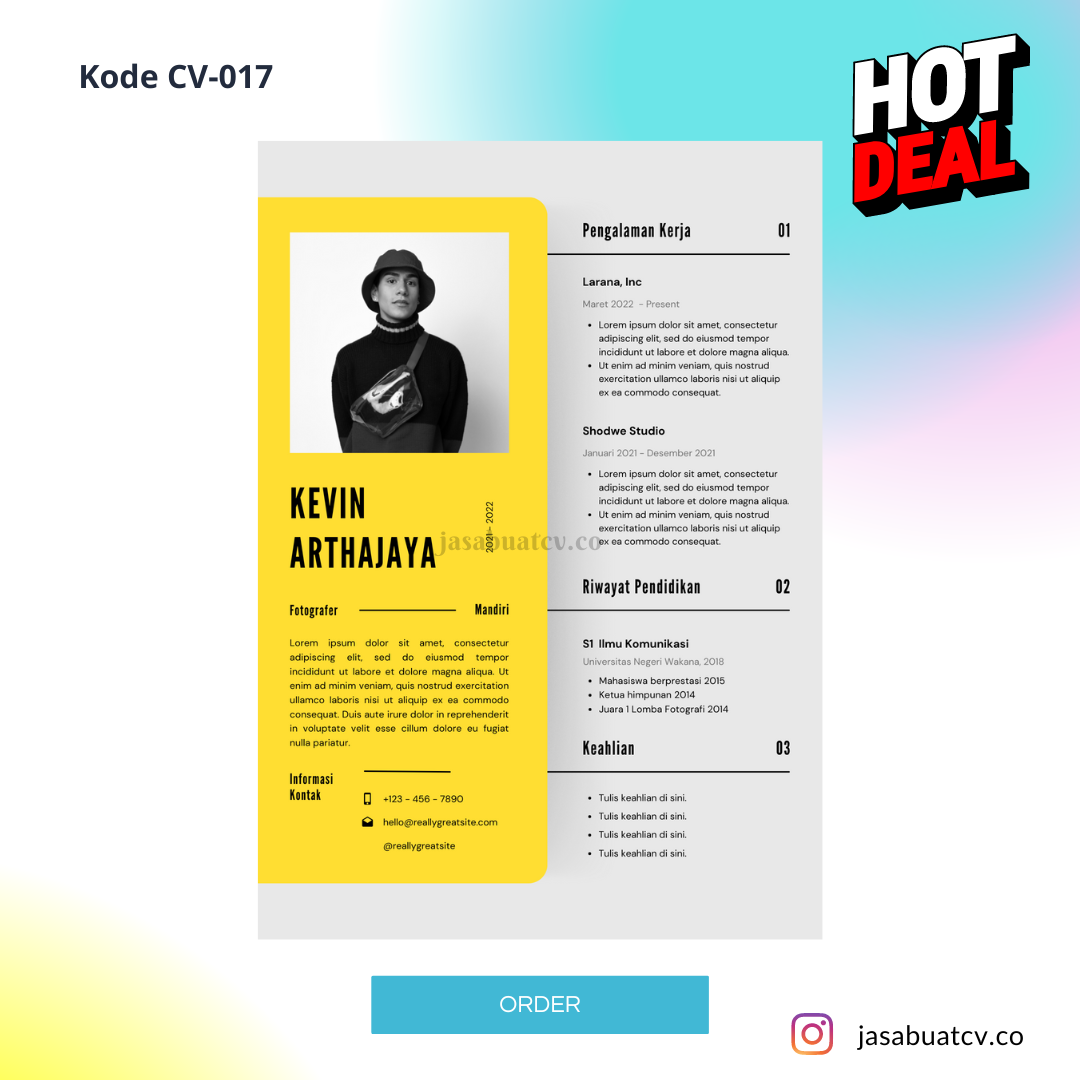 Kode CV-017
HOT
DEAL
KEVIN
ARTHAJAYA
2021- 2022
Fotografer
Mandiri
Lorem ipsum dolor sit amet, consectetur
adipiscing elit, sed do eiusmod tempor
incididunt ut labore et dolore magna aliqua. Ut
enim ad minim veniam, quis nostrud exercitation
ullamco laboris nisi ut aliquip ex ea commodo
consequat. Duis aute irure dolor in reprehenderit
in voluptate velit esse cillum dolore eu fugiat
nulla pariatur.
Informasi
Kontak
+123 - 456 - 7890
hello@reallygreatsite.com
@reallygreatsite
Pengalaman Kerja 01
Larana, Inc
Maret 2022 - Present
• Lorem ipsum dolor sit amet, consectetur
adipiscing elit, sed do eiusmod tempor
incididunt ut labore et dolore magna aliqua.
• Ut enim ad minim veniam, quis nostrud
exercitation ullamco laboris nisi ut aliquip
ex ea commodo consequat.
Shodwe Studio
Januari 2021 - Desember 2021
• Lorem ipsum dolor sit amet, consectetur
adipiscing elit, sed do eiusmod tempor
incididunt ut labore et dolore magna aliqua.
• Ut enim ad minim veniam, quis nostrud
exercitation ullamco laboris nisi ut aliquip
ex ea commodo consequat.
jasabuatcv.co
Riwayat Pendidikan 02
S1 Ilmu Komunikasi
Universitas Negeri Wakana, 2018
• Mahasiswa berprestasi 2015
• Ketua himpunan 2014
• Juara 1 Lomba Fotografi 2014
Keahlian 03
• Tulis keahlian di sini.
• Tulis keahlian di sini.
• Tulis keahlian di sini.
• Tulis keahlian di sini.
ORDER
jasabuatcv.co